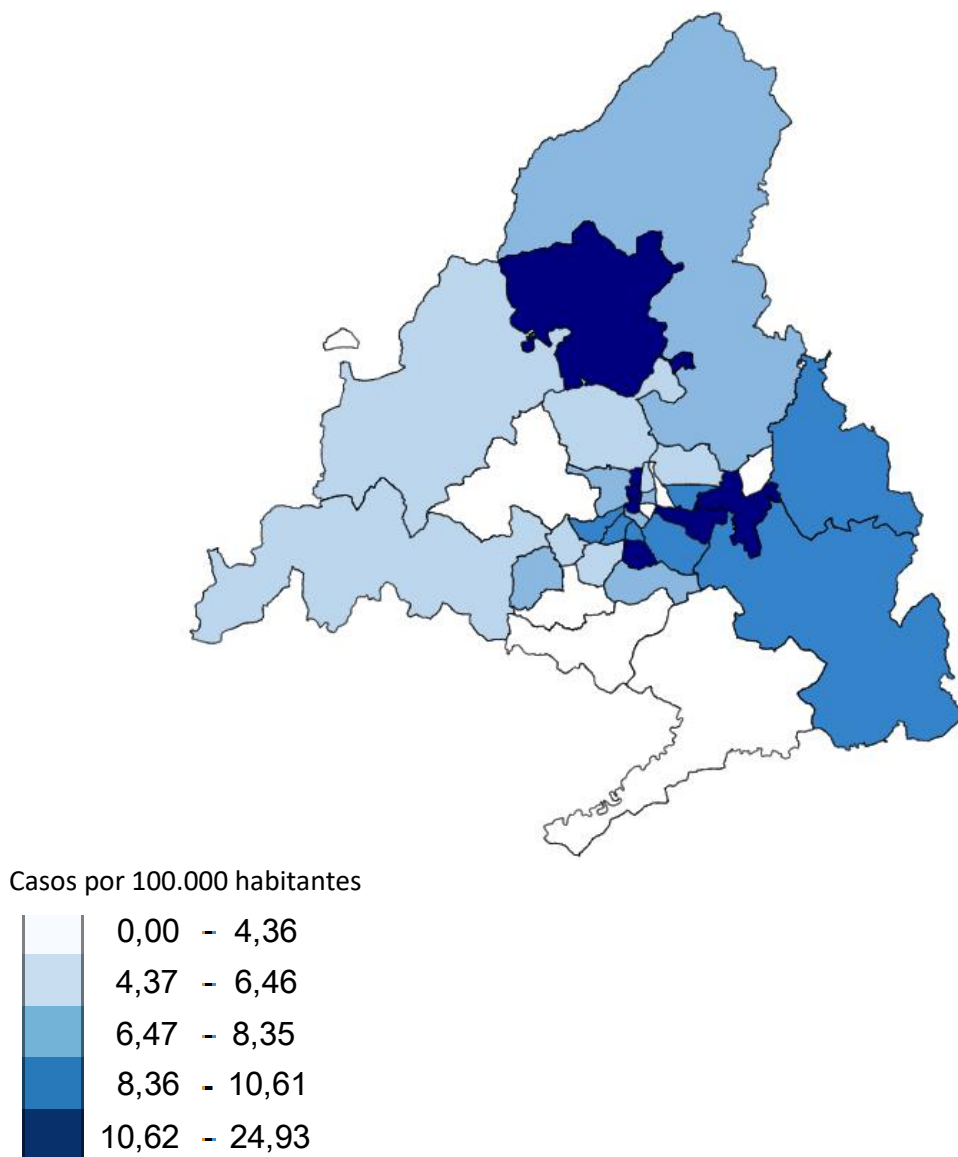 Casos por 100.000 habitantes
0,00 - 4,36
4,37 - 6,46
6,47 - 8,35
8,36 - 10,61
10,62 - 24,93